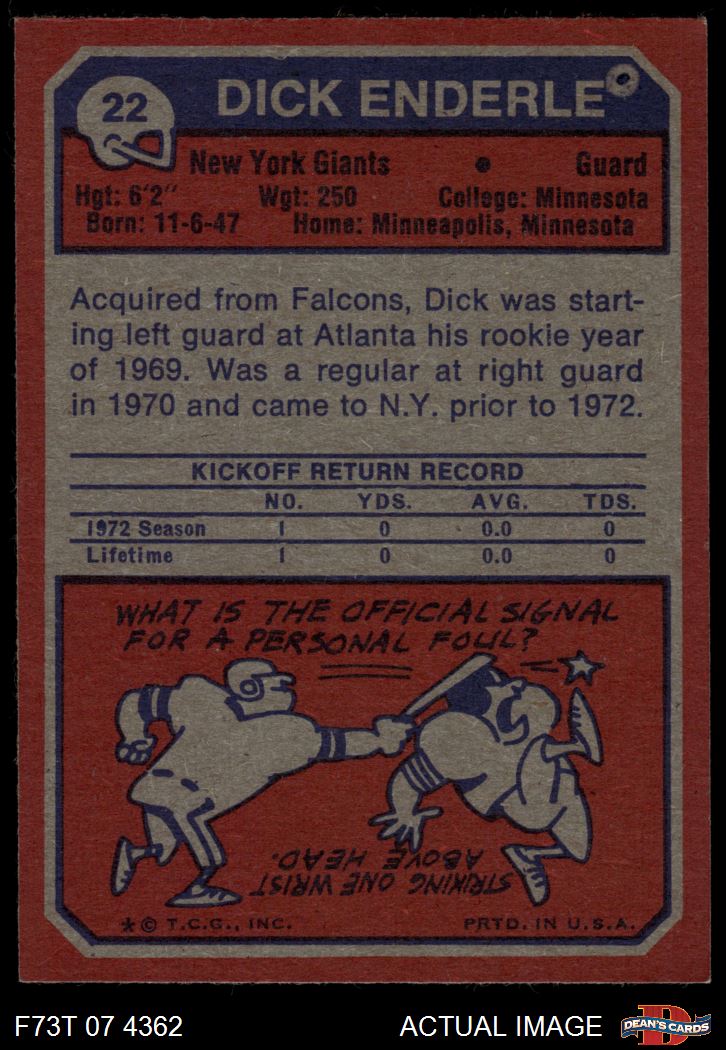 22 DICK ENDERLE
New York Giants • Guard
Hgt: 6'2" Wgt: 250 College: Minnesota
Born: 11-6-47 Home: Minneapolis, Minnesota
Acquired from Falcons, Dick was start-
ing left guard at Atlanta his rookie year
of 1969. Was a regular at right guard
in 1970 and came to N.Y. prior to 1972.
KICKOFF RETURN RECORD
NO. YDS. AVG. TDS.
1972 Season 1 0 0.0 0
Lifetime 1 0 0.0 0
WHAT IS THE OFFICIAL SIGNAL
FOR A PERSONAL FOUL?
STRIKING ONE WRIST
ABOVE HEAD.
* © T.C.G., INC. PRTD. IN U.S.A.
F73T 07 4362 ACTUAL IMAGE D DEAN'S CARDS